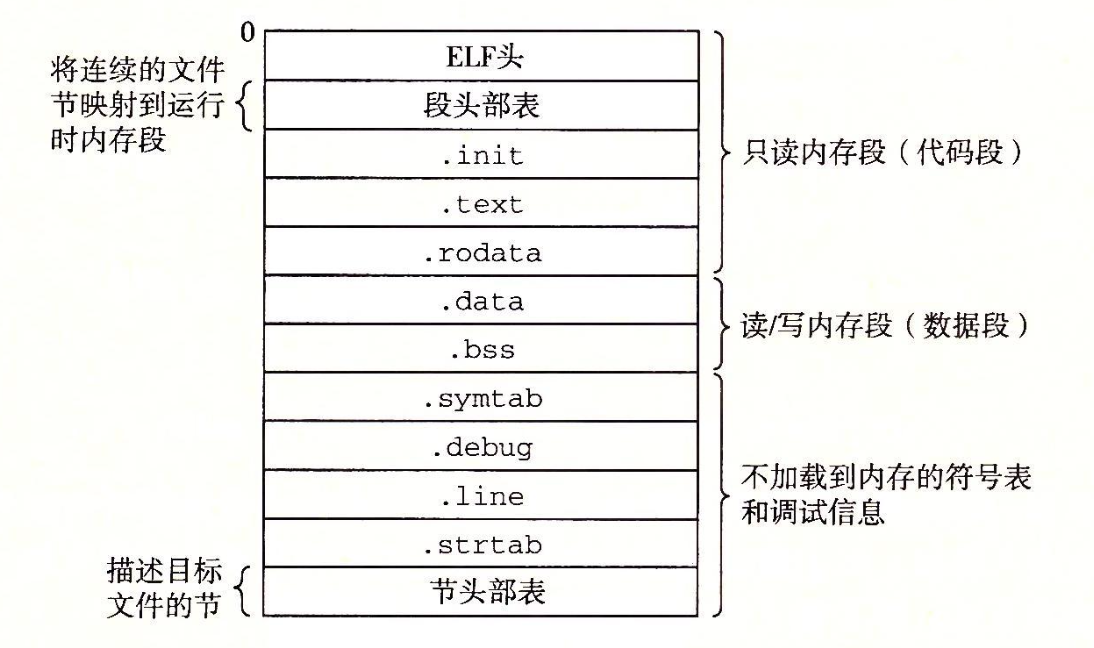 0
将连续的文件
节映射到运行
时内存段
ELF头
段头部表
.init
.text
.rodata
只读内存段（代码段）
.data
.bss
读/写内存段（数据段）
.symtab
.debug
.line
.strtab
不加载到内存的符号表
和调试信息
描述目标
文件的节
节头部表